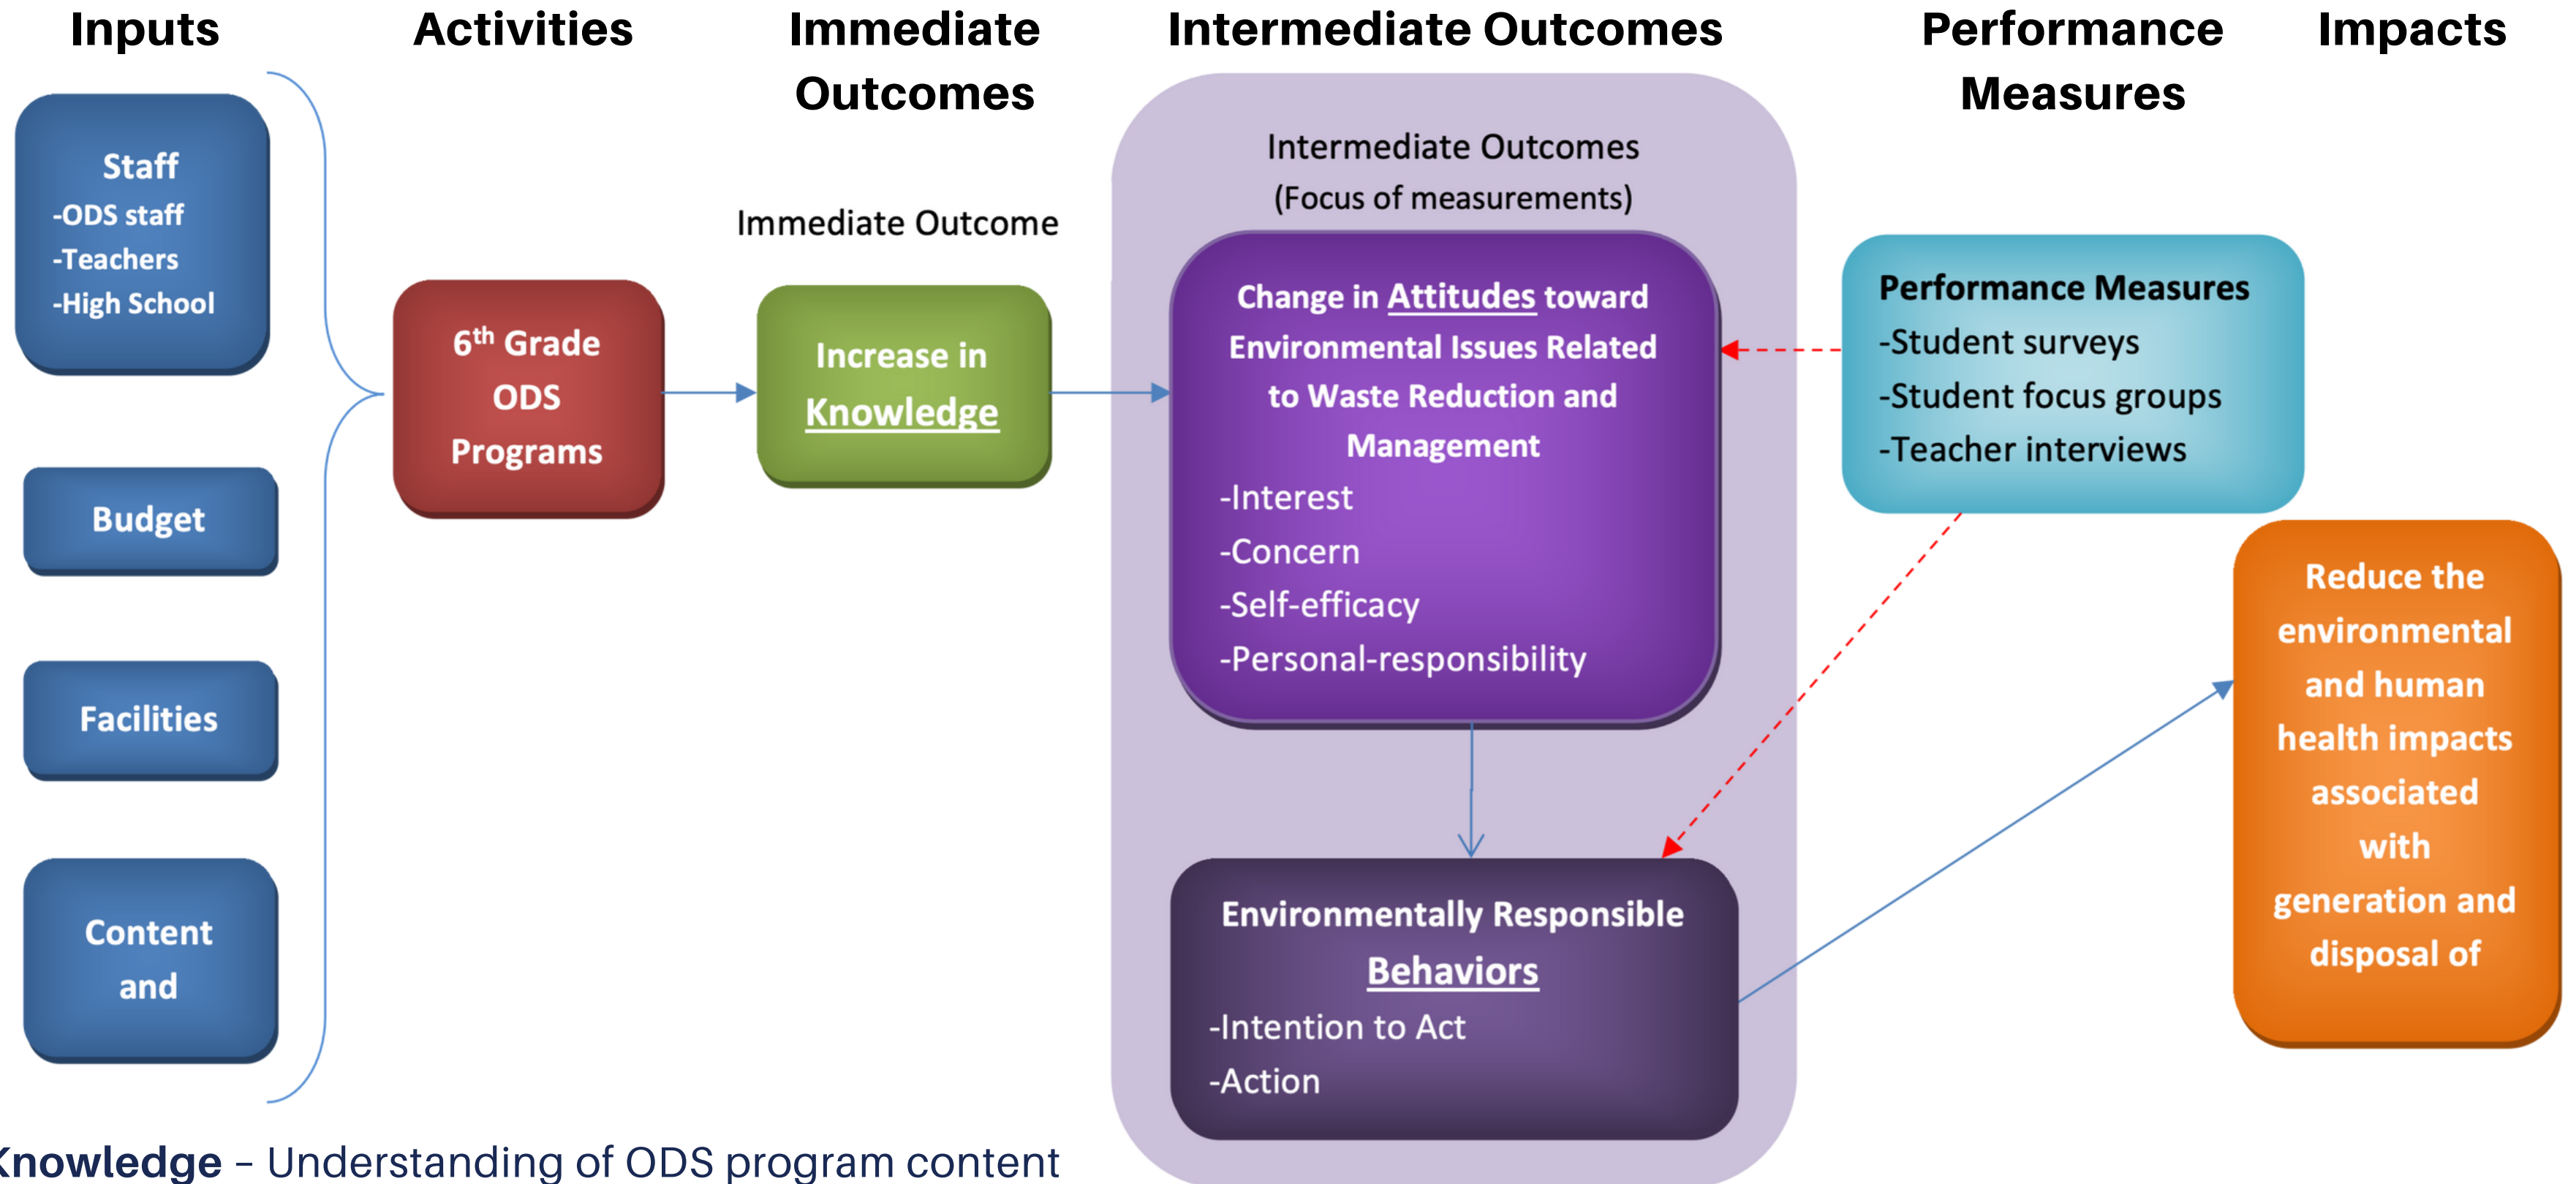 Inputs
Activities
Immediate
Outcomes
Intermediate Outcomes
Performance
Measures
Impacts
Staff
-ODS staff
-Teachers
-High School
Budget
Facilities
Content
and
6th Grade
ODS
Programs
Immediate Outcome
Increase in
Knowledge
Intermediate Outcomes
(Focus of measurements)
Change in Attitudes toward
Environmental Issues Related
to Waste Reduction and
Management
-Interest
-Concern
-Self-efficacy
-Personal-responsibility
Environmentally Responsible
Behaviors
-Intention to Act
-Action
Performance Measures
-Student surveys
-Student focus groups
-Teacher interviews
Reduce the
environmental
and human
health impacts
associated
with
generation and
disposal of
Knowledge – Understanding of ODS program content